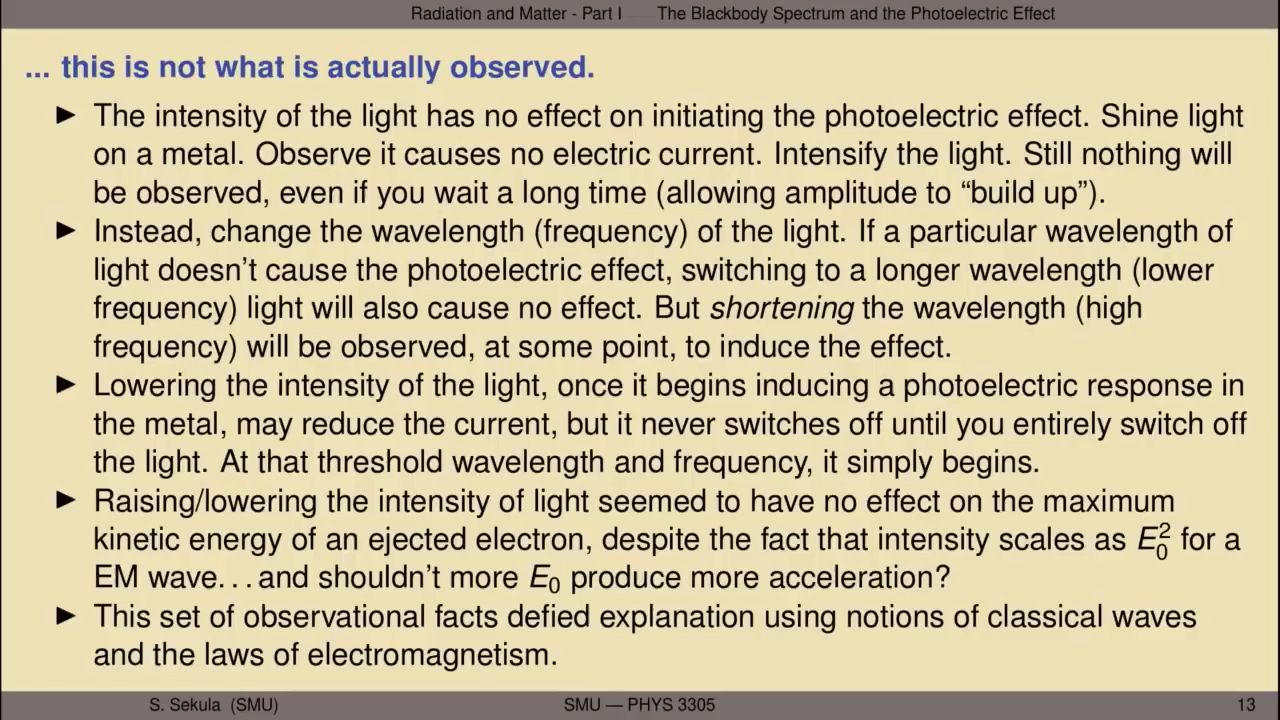 Radiation and Matter - Part I The Blackbody Spectrum and the Photoelectric Effect
... this is not what is actually observed.
▶ The intensity of the light has no effect on initiating the photoelectric effect. Shine light
on a metal. Observe it causes no electric current. Intensify the light. Still nothing will
be observed, even if you wait a long time (allowing amplitude to “build up”).
▶ Instead, change the wavelength (frequency) of the light. If a particular wavelength of
light doesn’t cause the photoelectric effect, switching to a longer wavelength (lower
frequency) light will also cause no effect. But shortening the wavelength (high
frequency) will be observed, at some point, to induce the effect.
▶ Lowering the intensity of the light, once it begins inducing a photoelectric response in
the metal, may reduce the current, but it never switches off until you entirely switch off
the light. At that threshold wavelength and frequency, it simply begins.
▶ Raising/lowering the intensity of light seemed to have no effect on the maximum
kinetic energy of an ejected electron, despite the fact that intensity scales as E₀² for a
EM wave... and shouldn’t more E₀ produce more acceleration?
▶ This set of observational facts defied explanation using notions of classical waves
and the laws of electromagnetism.
S. Sekula (SMU) SMU — PHYS 3305 13